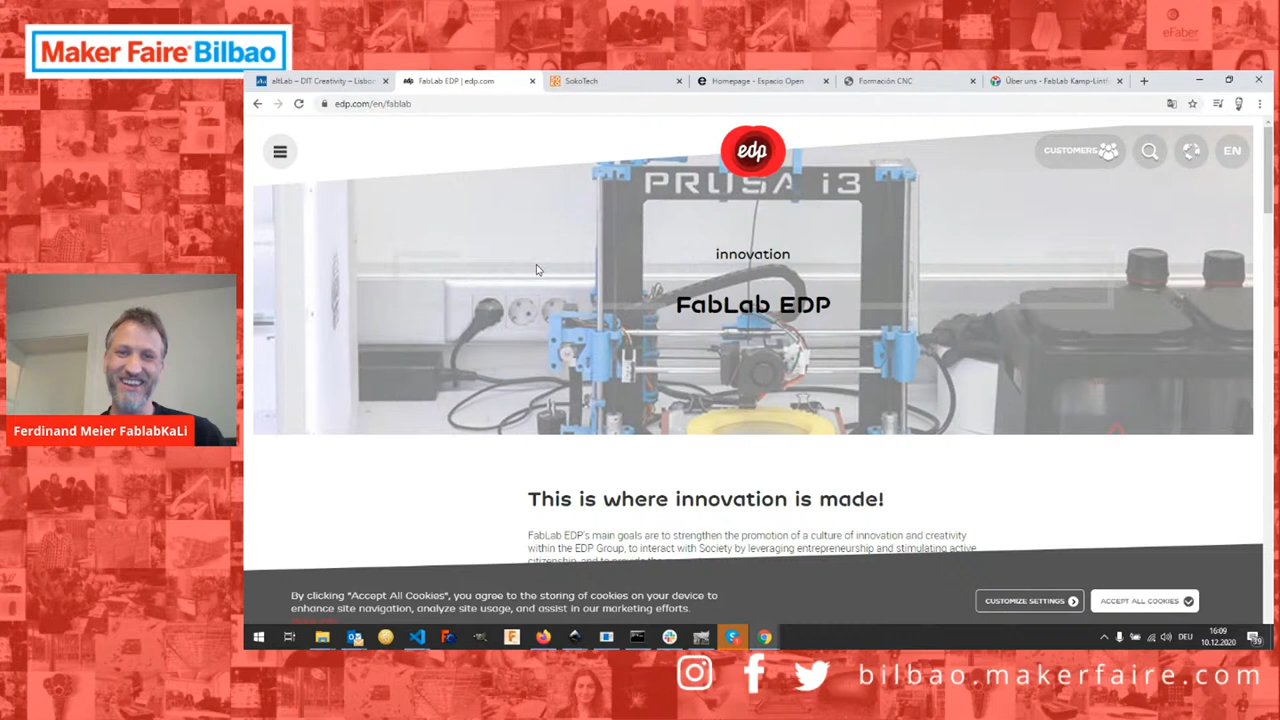 Maker Faire Bilbao
eFaber
altLab – DIT Creativity – Lisbon
FabLab EDP | edp.com
SokoTech
Homepage - Espacio Open
Formación CNC
Über uns - FabLab Kamp-Lintf
edp.com/en/fablab
edp
CUSTOMERS
EN
PRUSA i3
innovation
FabLab EDP
This is where innovation is made!
FabLab EDP's main goals are to strengthen the promotion of a culture of innovation and creativity
within the EDP Group, to interact with Society by leveraging entrepreneurship and stimulating active
Ferdinand Meier FablabKaLi
By clicking "Accept All Cookies", you agree to the storing of cookies on your device to
enhance site navigation, analyze site usage, and assist in our marketing efforts.
CUSTOMIZE SETTINGS
ACCEPT ALL COOKIES
DEU
16:09
10.12.2020
39
bilbao.makerfaire.com